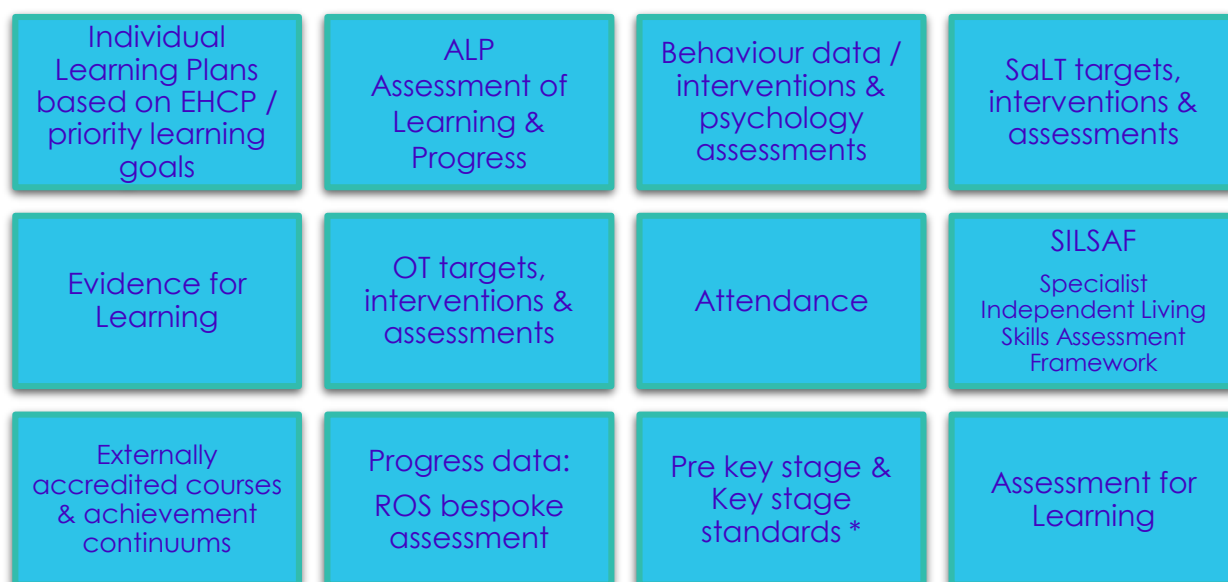 Individual
Learning Plans
based on EHCP /
priority learning
goals
ALP
Assessment of
Learning &
Progress
Behaviour data /
interventions &
psychology
assessments
SaLT targets,
interventions &
assessments
Evidence for
Learning
OT targets,
interventions &
assessments
Attendance
SILSAF
Specialist
Independent Living
Skills Assessment
Framework
Externally
accredited courses
& achievement
continuums
Progress data:
ROS bespoke
assessment
Pre key stage &
Key stage
standards *
Assessment for
Learning